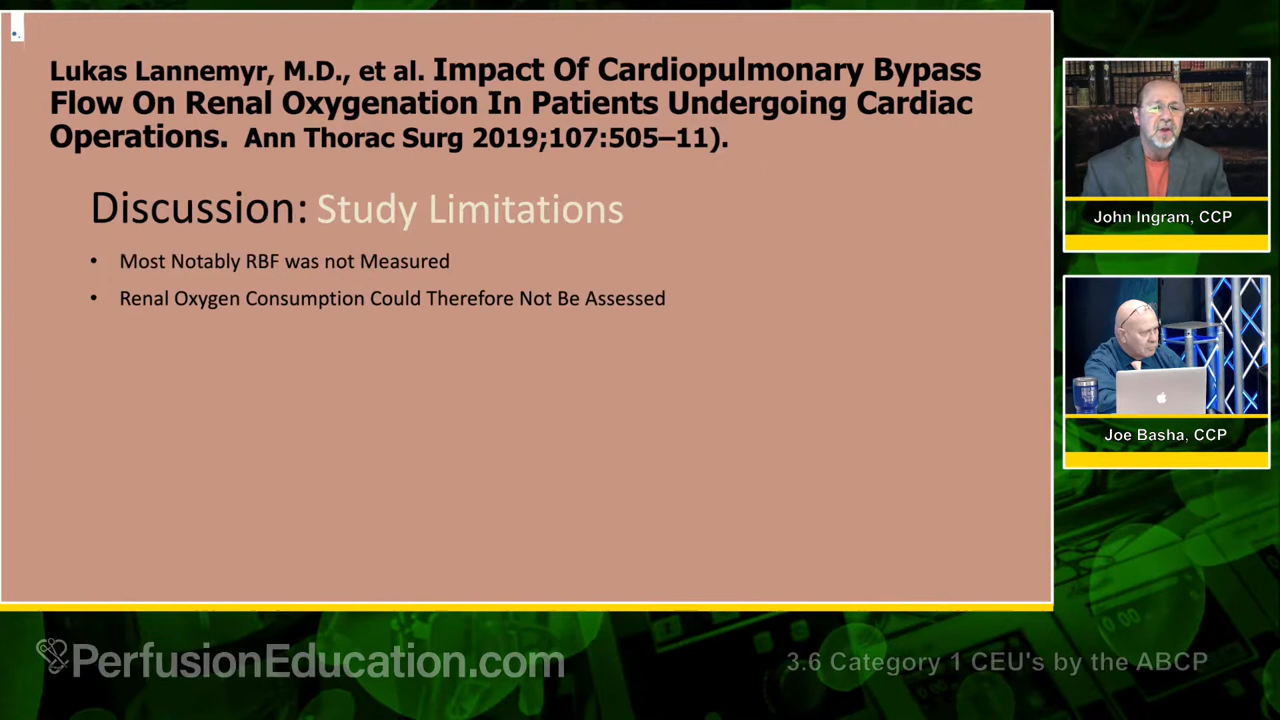 Lukas Lannemyr, M.D., et al. Impact Of Cardiopulmonary Bypass
Flow On Renal Oxygenation In Patients Undergoing Cardiac
Operations. Ann Thorac Surg 2019;107:505–11).
Discussion: Study Limitations
• Most Notably RBF was not Measured
• Renal Oxygen Consumption Could Therefore Not Be Assessed
John Ingram, CCP
Joe Basha, CCP
PerfusionEducation.com
3.6 Category 1 CEU's by the ABCP